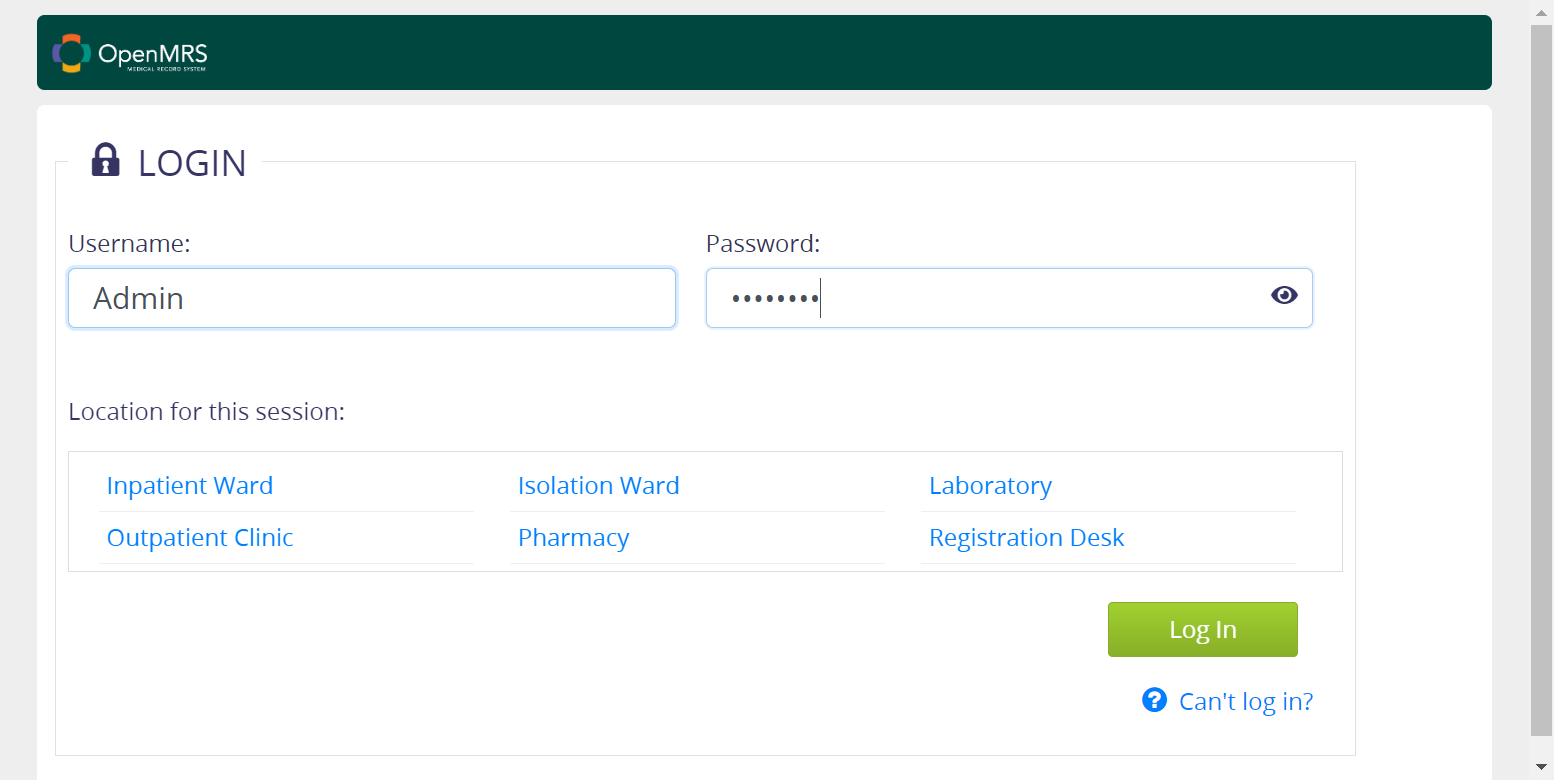 OpenMRS
MEDICAL RECORD SYSTEM
LOGIN
Username:
Password:
Admin
••••••••
Location for this session:
Inpatient Ward
Isolation Ward
Laboratory
Outpatient Clinic
Pharmacy
Registration Desk
Log In
Can't log in?